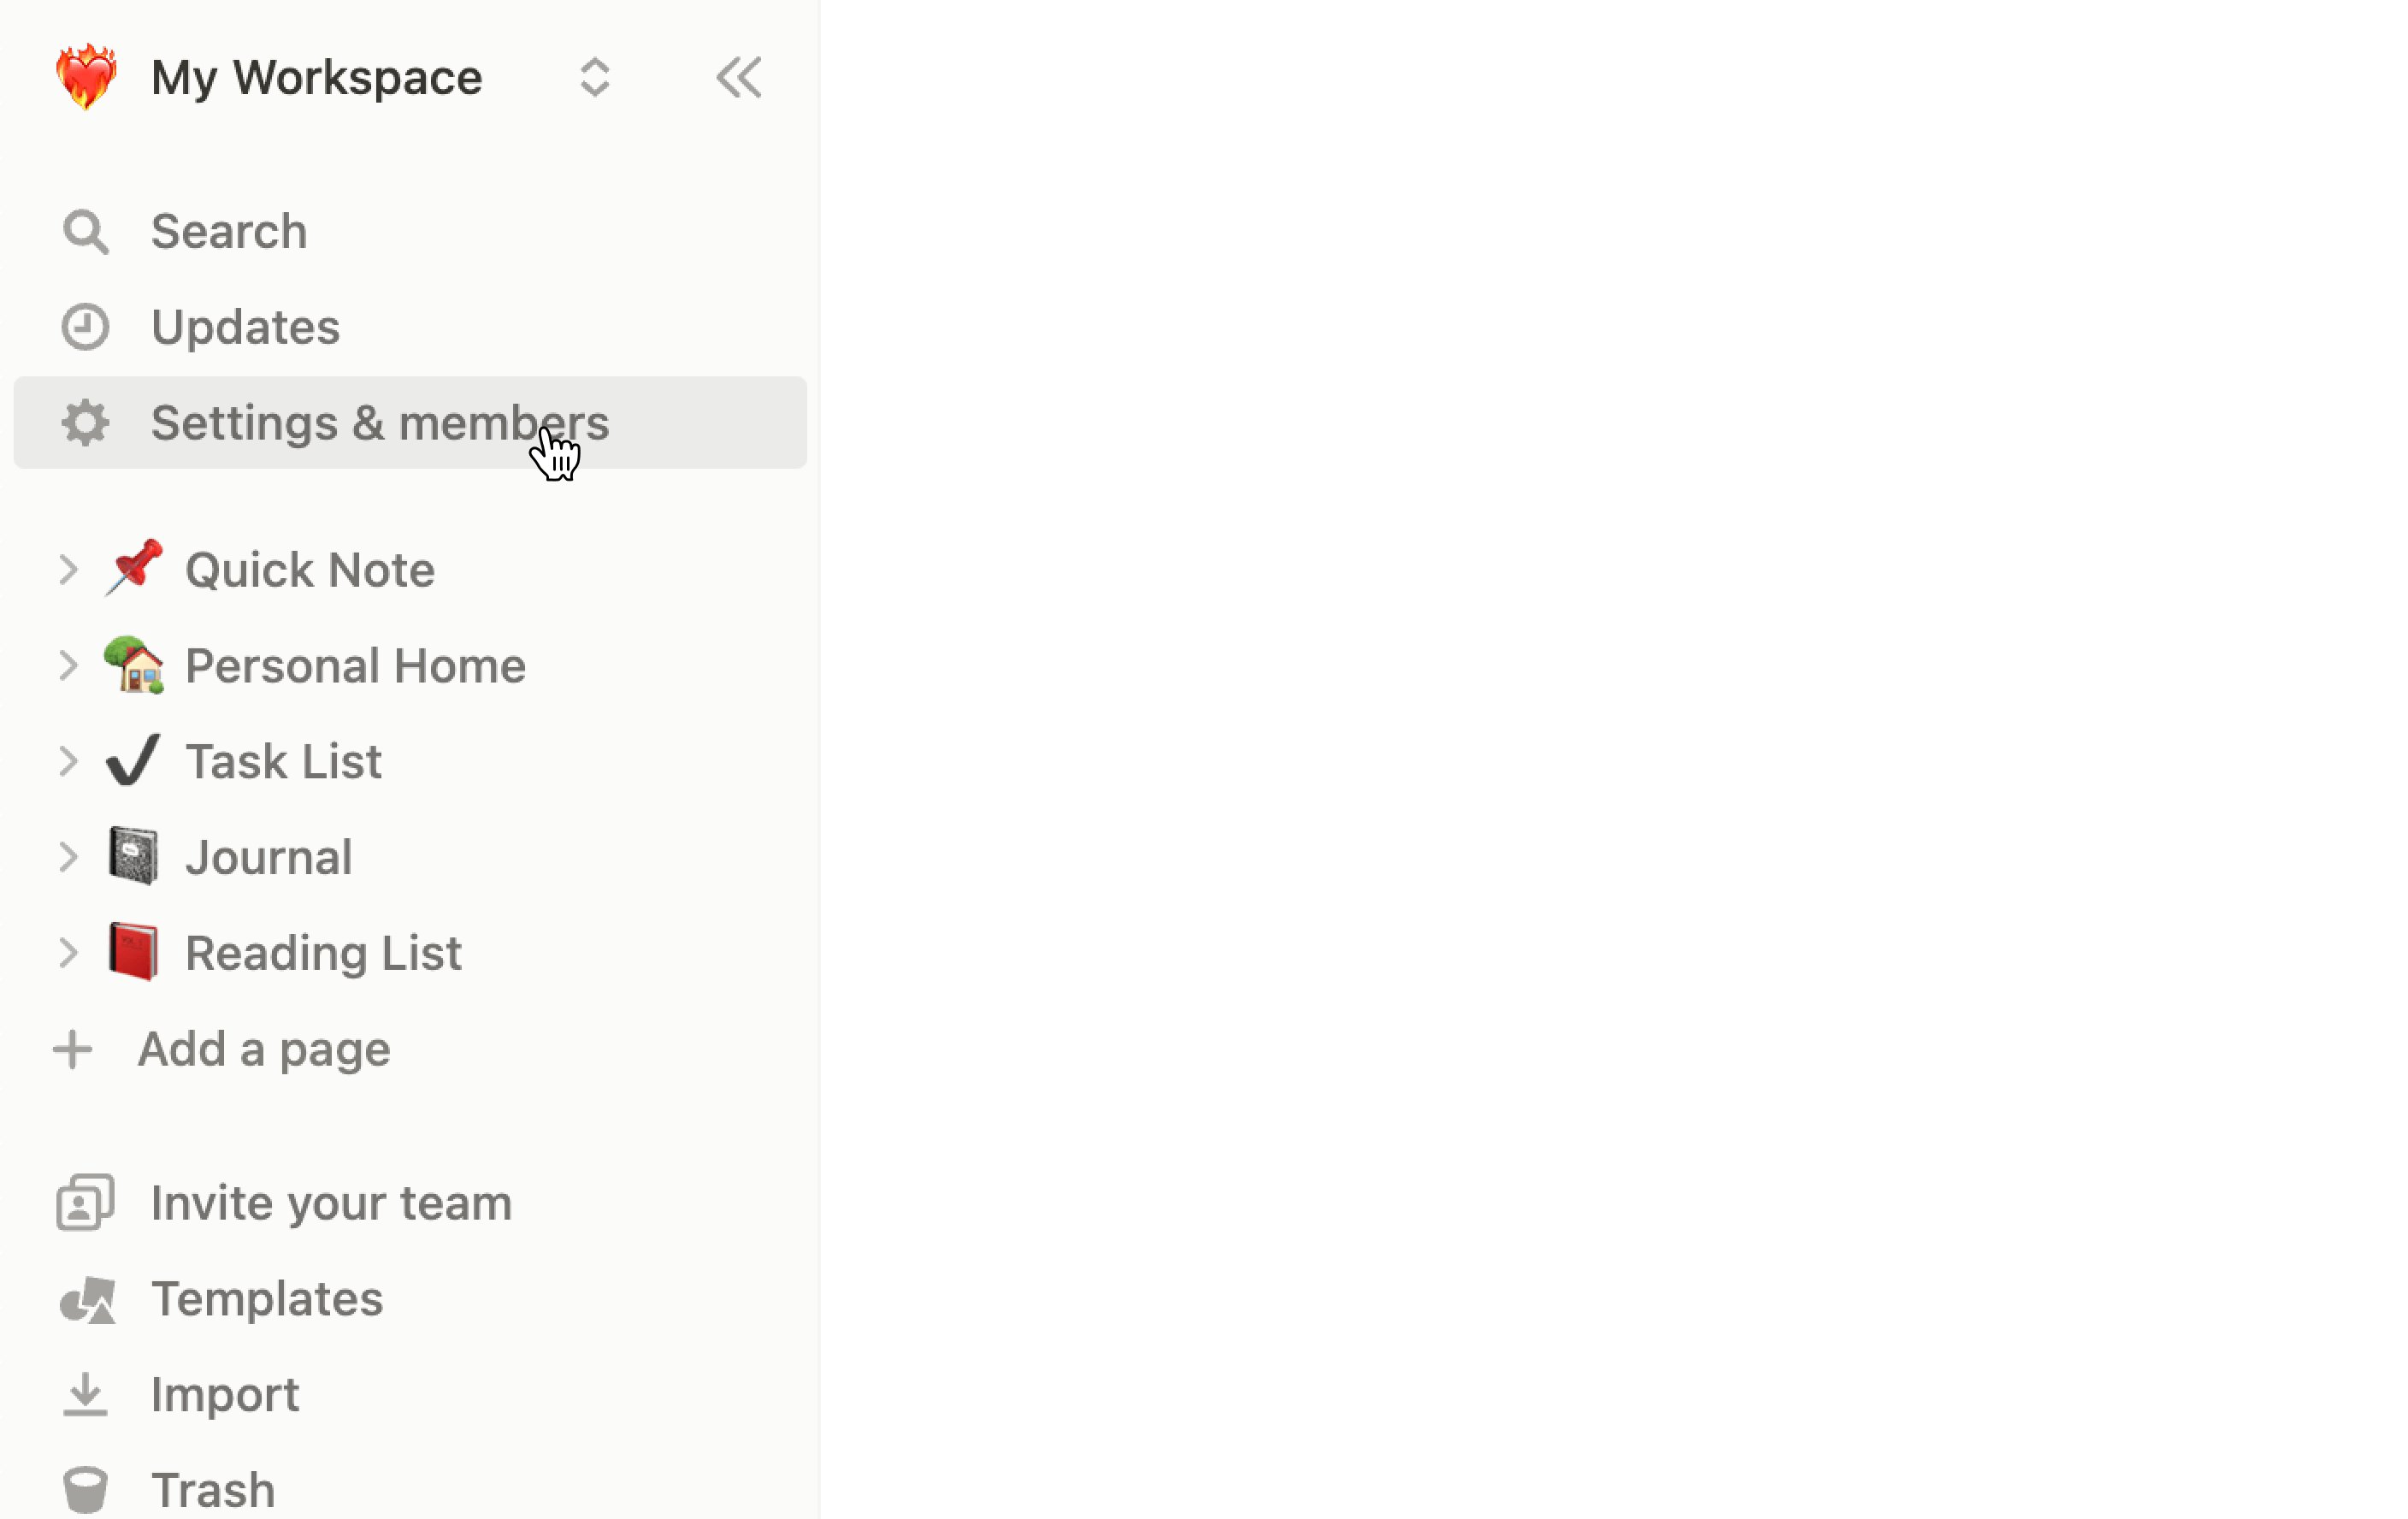 My Workspace
Search
Updates
Settings & members
Quick Note
Personal Home
Task List
Journal
Reading List
Add a page
Invite your team
Templates
Import
Trash